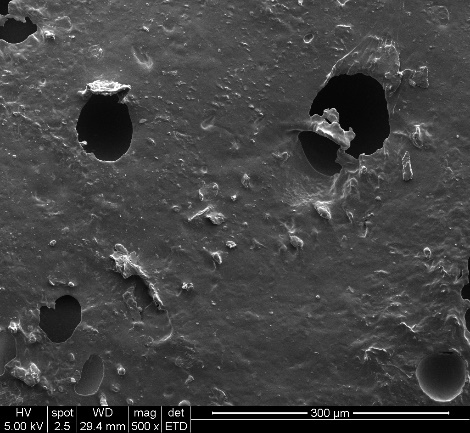 HV spot WD mag det
5.00 kV 2.5 29.4 mm 500 x ETD 300 µm